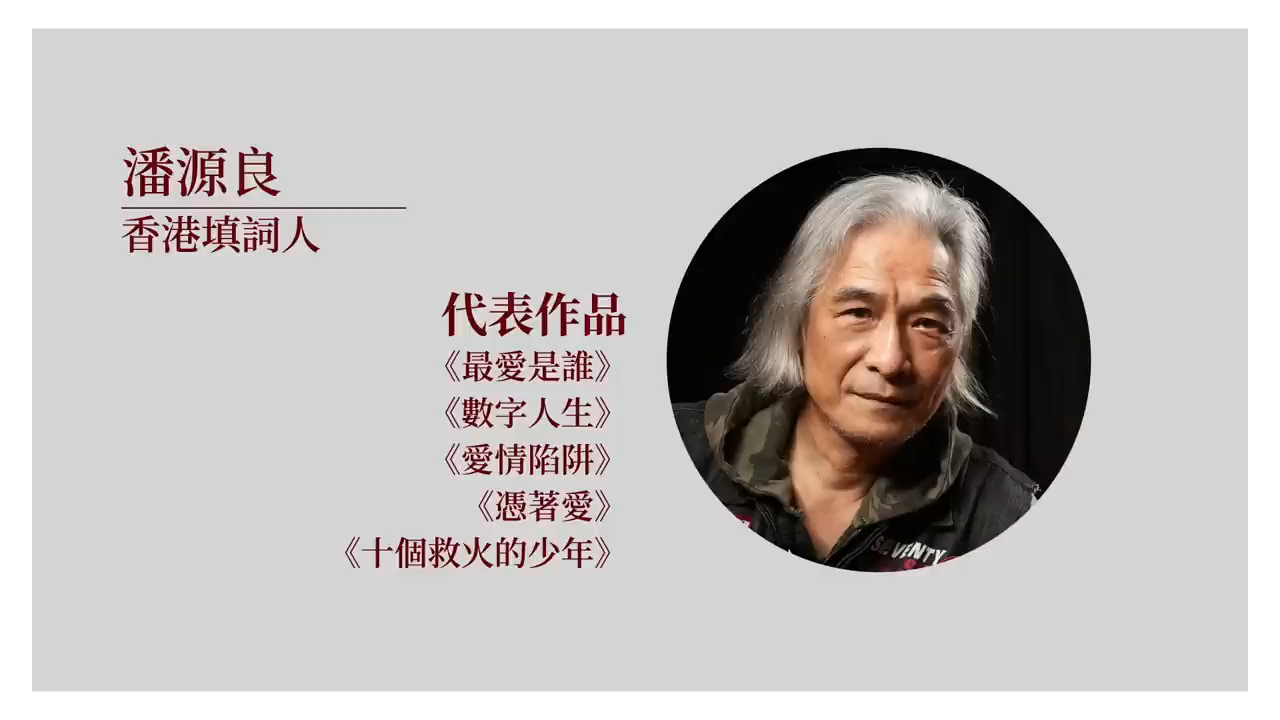 潘源良
香港填詞人
代表作品
《最愛是誰》
《數字人生》
《愛情陷阱》
《憑著愛》
《十個救火的少年》
SEVENTY